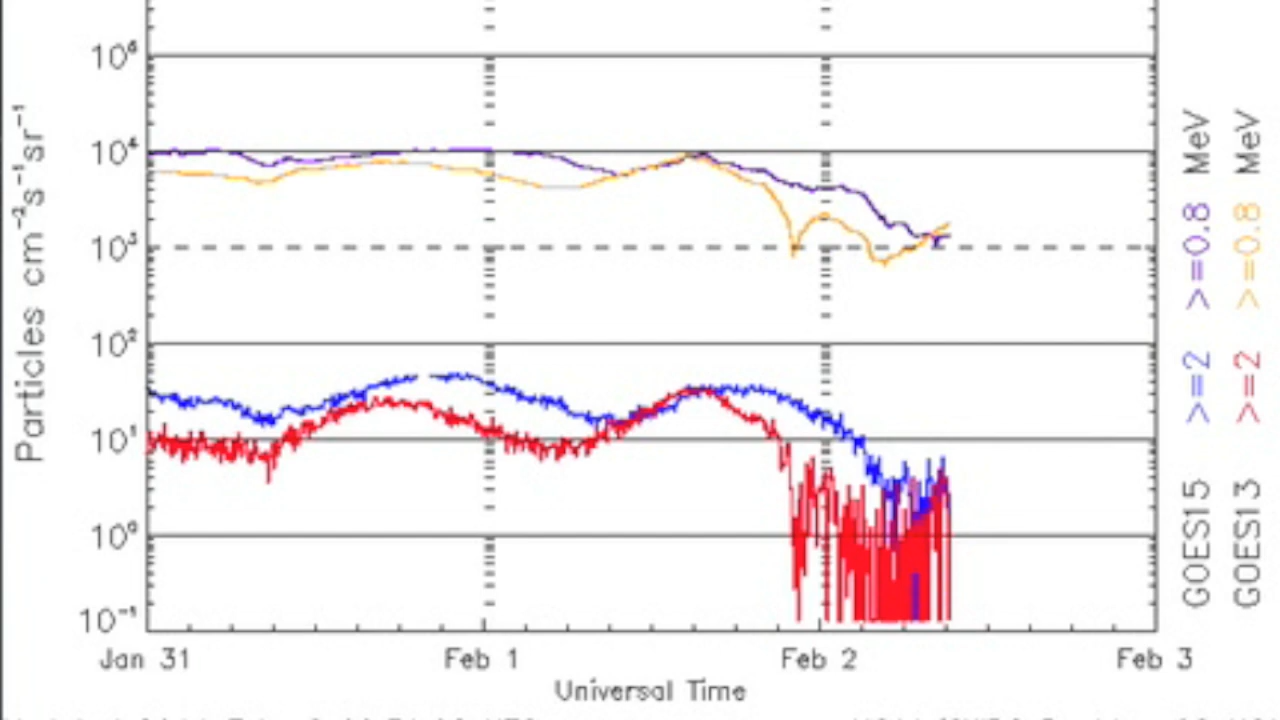 Particles cm⁻²s⁻¹sr⁻¹
10⁵
10⁴
10³
10²
10¹
10⁰
10⁻¹
Jan 31 Feb 1 Feb 2 Feb 3
Universal Time
GOES15 >=2 >=0.8 MeV
GOES13 >=2 >=0.8 MeV